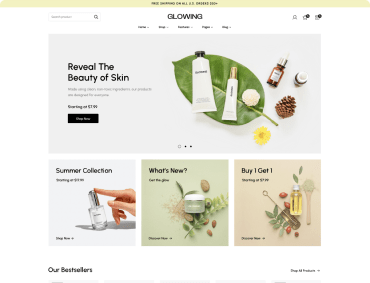 FREE SHIPPING ON ALL U.S. ORDERS $50+
GLOWING
Home Shop Features Pages Blog
Reveal The
Beauty of Skin
Made using clean, non-toxic ingredients, our products
are designed for everyone.
Starting at $7.99
Shop Now
Summer Collection
Starting at $17.99
Shop Now
What's New?
Get the glow
Discover Now
Buy 1 Get 1
Starting at $7.99
Discover Now
Our Bestsellers
Shop All Products